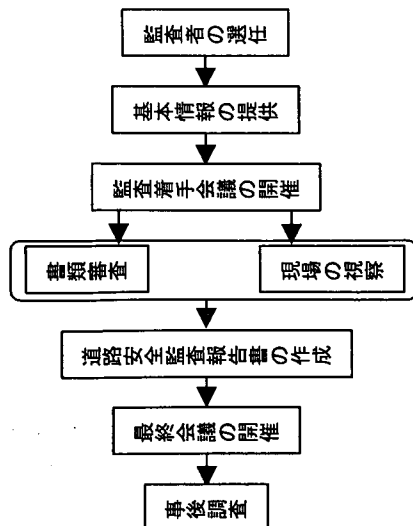 監査者の選任
基本情報の提供
監査着手会議の開催
書類審査
現場の視察
道路安全監査報告書の作成
最終会議の開催
事後調査